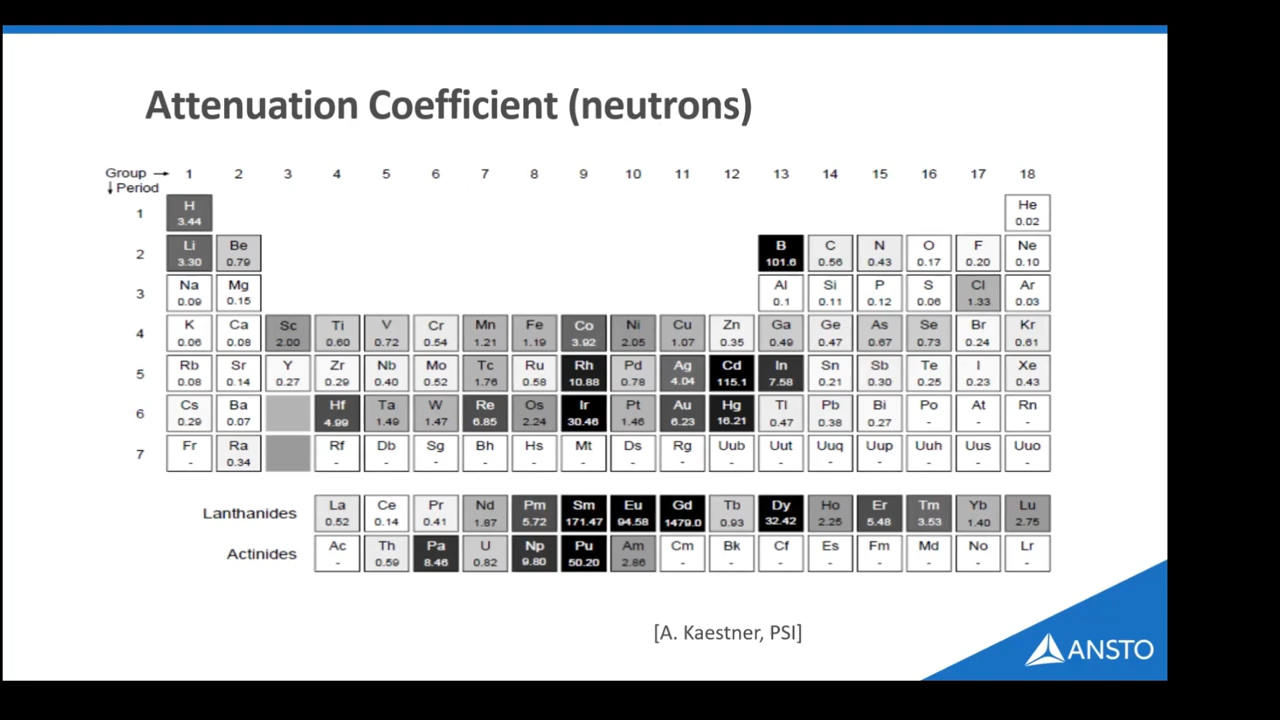 Attenuation Coefficient (neutrons)
Group → 1 2 3 4 5 6 7 8 9 10 11 12 13 14 15 16 17 18
↓ Period
1 H He
3.44 0.02
2 Li Be B C N O F Ne
3.30 0.79 101.6 0.56 0.43 0.17 0.20 0.10
3 Na Mg Al Si P S Cl Ar
0.09 0.15 0.1 0.11 0.12 0.06 1.33 0.03
4 K Ca Sc Ti V Cr Mn Fe Co Ni Cu Zn Ga Ge As Se Br Kr
0.06 0.08 2.00 0.60 0.72 0.54 1.21 1.19 3.92 2.05 1.07 0.35 0.49 0.47 0.67 0.73 0.24 0.61
5 Rb Sr Y Zr Nb Mo Tc Ru Rh Pd Ag Cd In Sn Sb Te I Xe
0.08 0.14 0.27 0.29 0.40 0.52 1.76 0.58 10.88 0.78 4.04 115.1 7.58 0.21 0.30 0.25 0.23 0.43
6 Cs Ba Hf Ta W Re Os Ir Pt Au Hg Tl Pb Bi Po At Rn
0.29 0.07 4.99 1.49 1.47 6.85 2.24 30.46 1.46 6.23 16.21 0.47 0.38 0.27 - - -
7 Fr Ra Rf Db Sg Bh Hs Mt Ds Rg Uub Uut Uuq Uup Uuh Uus Uuo
- 0.34 - - - - - - - - - - - - - - -
Lanthanides La Ce Pr Nd Pm Sm Eu Gd Tb Dy Ho Er Tm Yb Lu
0.52 0.14 0.41 1.87 5.72 171.47 94.58 1479.0 0.93 32.42 2.25 5.48 3.53 1.40 2.75
Actinides Ac Th Pa U Np Pu Am Cm Bk Cf Es Fm Md No Lr
- 0.59 8.46 0.82 9.80 50.20 2.86 - - - - - - - -
[A. Kaestner, PSI]
ANSTO